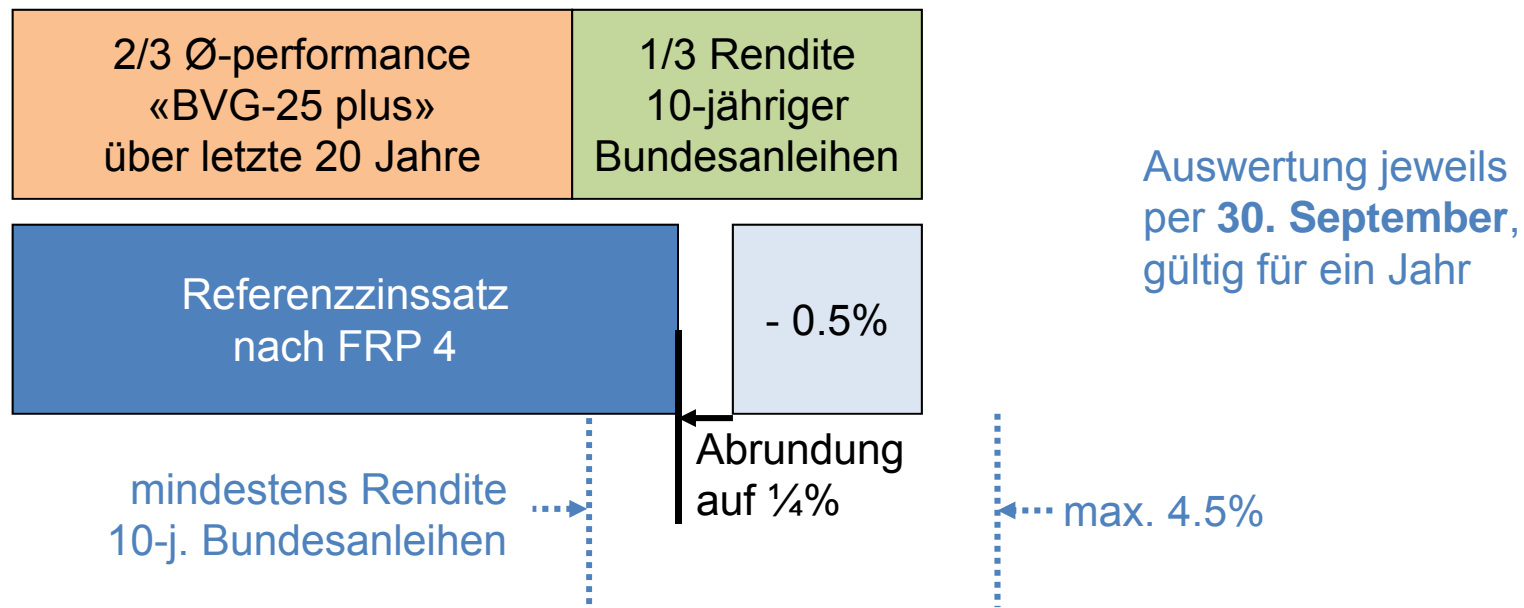 2/3 Ø-performance
«BVG-25 plus»
über letzte 20 Jahre
1/3 Rendite
10-jähriger
Bundesanleihen
Auswertung jeweils
per 30. September,
gültig für ein Jahr
Referenzzinssatz
nach FRP 4
- 0.5%
Abrundung
auf ¼%
mindestens Rendite
10-j. Bundesanleihen
max. 4.5%